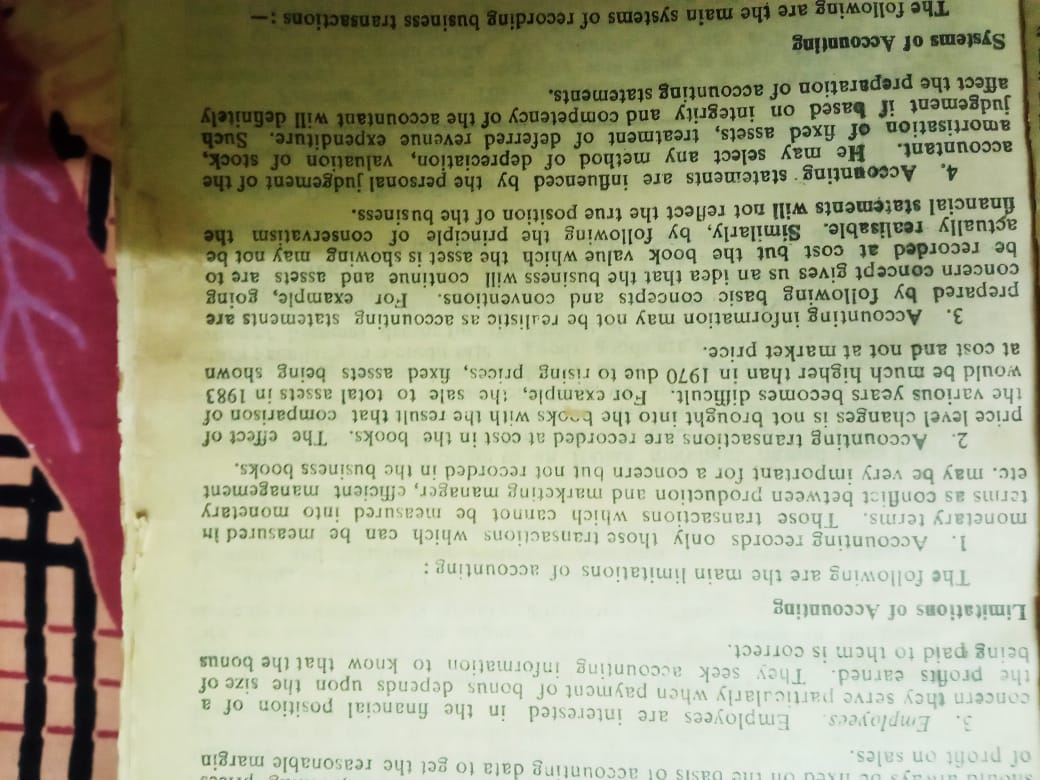 always be fixed on the basis of accounting data to get the reasonable margin
of profit on sales.
3. Employees. Employees are interested in the financial position of a
concern they serve particularly when payment of bonus depends upon the size of
the profits earned. They seek accounting information to know that the bonus
being paid to them is correct.
Limitations of Accounting
The following are the main limitations of accounting :
1. Accounting records only those transactions which can be measured in
monetary terms. Those transactions which cannot be measured into monetary
terms as conflict between production and marketing manager, efficient management
etc. may be very important for a concern but not recorded in the business books.
2. Accounting transactions are recorded at cost in the books. The effect of
price level changes is not brought into the books with the result that comparison of
the various years becomes difficult. For example, the sale to total assets in 1983
would be much higher than in 1970 due to rising prices, fixed assets being shown
at cost and not at market price.
3. Accounting information may not be realistic as accounting statements are
prepared by following basic concepts and conventions. For example, going
concern concept gives us an idea that the business will continue and assets are to
be recorded at cost but the book value which the asset is showing may not be
actually realisable. Similarly, by following the principle of conservatism the
financial statements will not reflect the true position of the business.
4. Accounting statements are influenced by the personal judgement of the
accountant. He may select any method of depreciation, valuation of stock,
amortisation of fixed assets, treatment of deferred revenue expenditure. Such
judgement if based on integrity and competency of the accountant will definitely
affect the preparation of accounting statements.
Systems of Accounting
The following are the main systems of recording business transactions :—